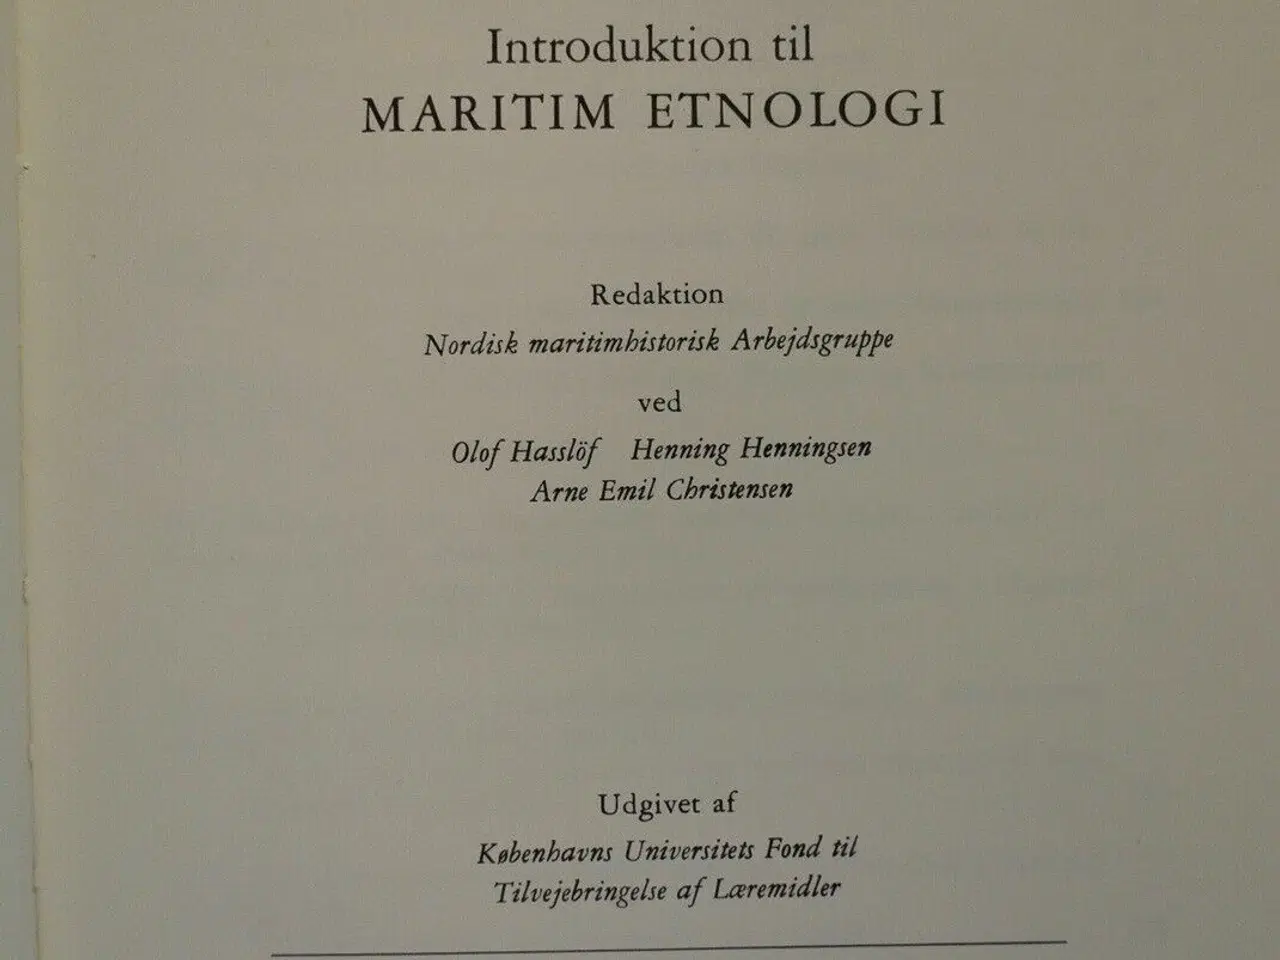 Introduktion til
MARITIM ETNOLOGI
Redaktion
Nordisk maritimhistorisk Arbejdsgruppe
ved
Olof Hasslöf Henning Henningsen
Arne Emil Christensen
Udgivet af
Københavns Universitets Fond til
Tilvejebringelse af Læremidler